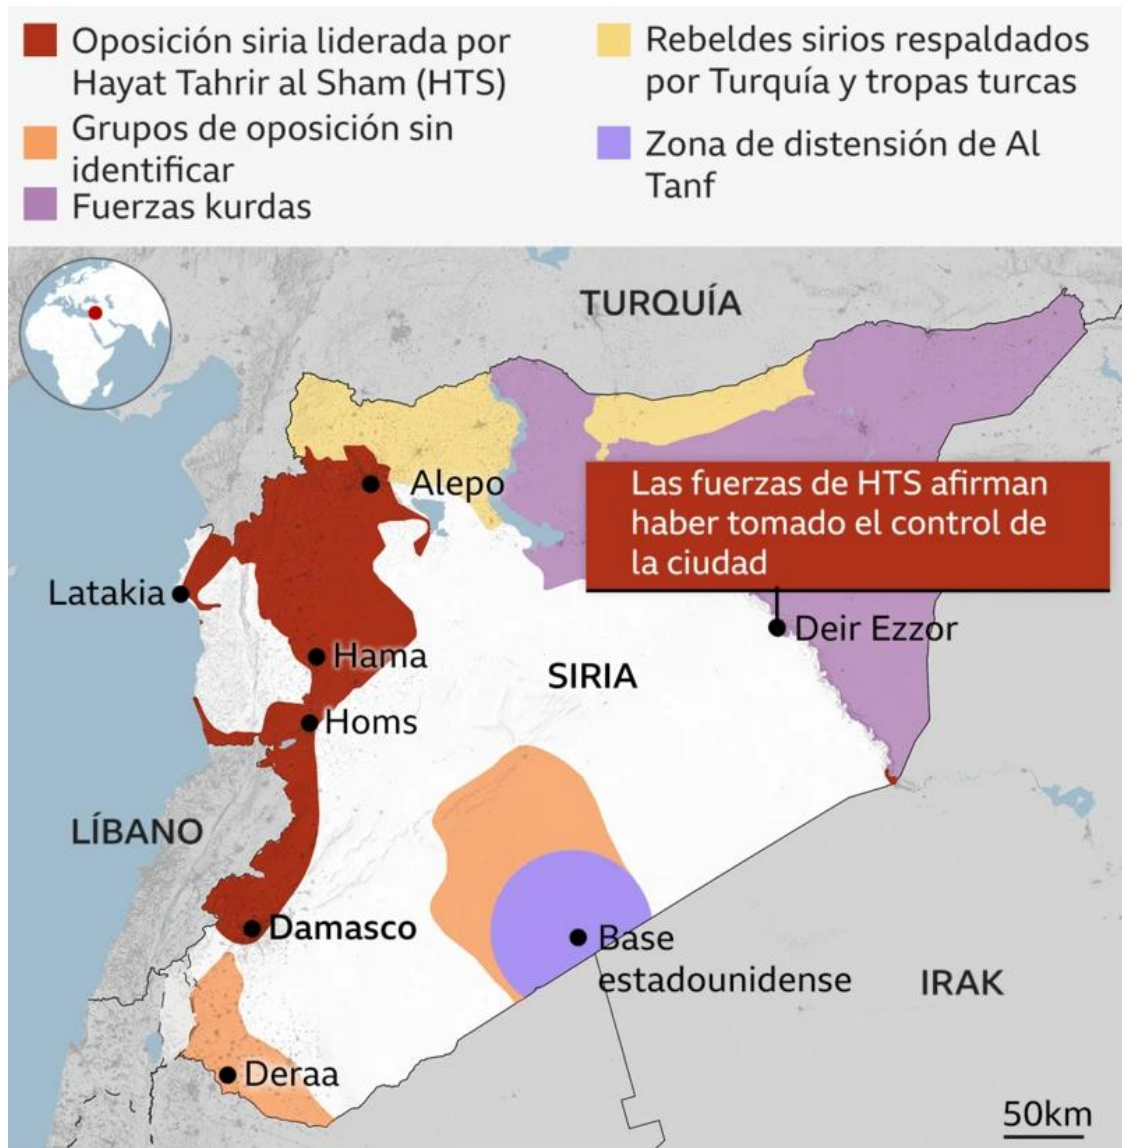 Oposición siria liderada por
Hayat Tahrir al Sham (HTS)
Grupos de oposición sin
identificar
Fuerzas kurdas
Rebeldes sirios respaldados
por Turquía y tropas turcas
Zona de distensión de Al
Tanf
TURQUÍA
Alepo
Las fuerzas de HTS afirman
haber tomado el control de
la ciudad
Latakia
Deir Ezzor
Hama
SIRIA
Homs
LÍBANO
Damasco
Base
estadounidense
IRAK
Deraa
50km